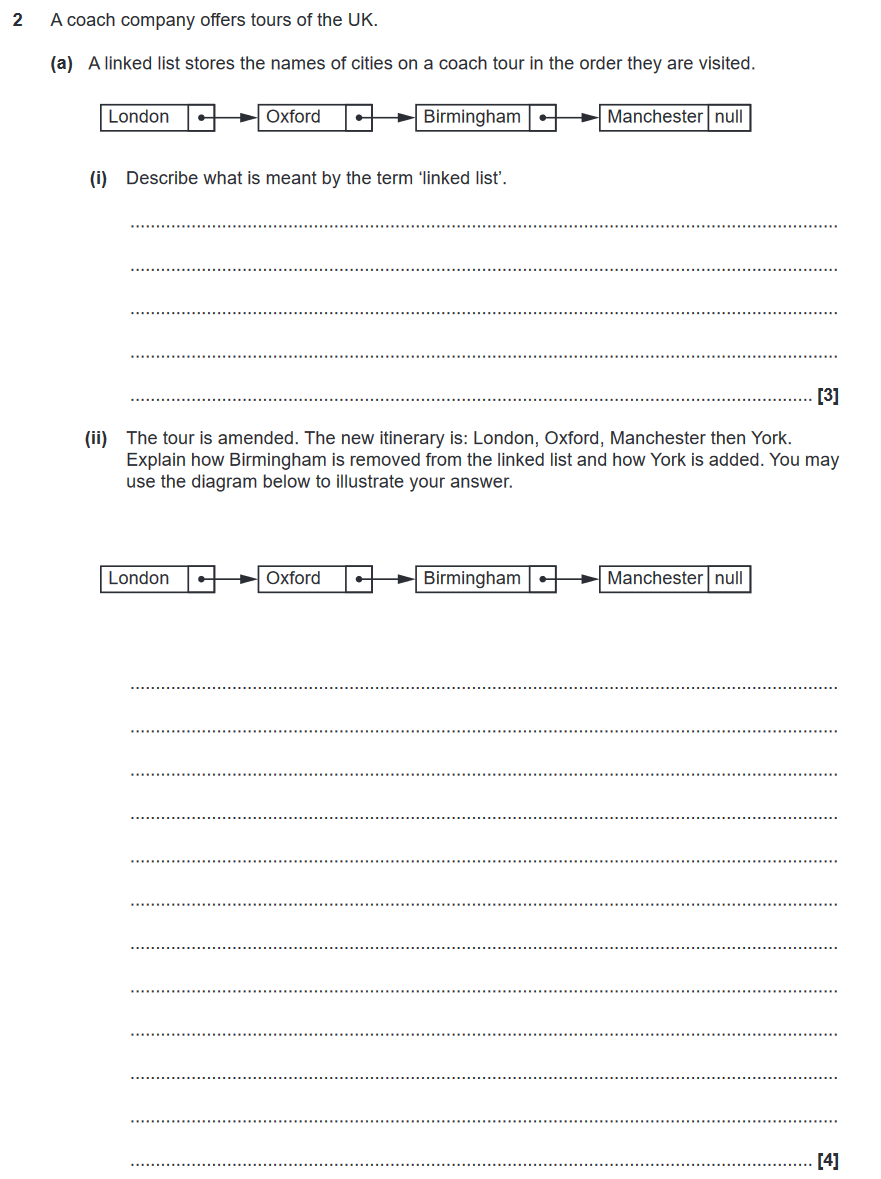 2 A coach company offers tours of the UK.
(a) A linked list stores the names of cities on a coach tour in the order they are visited.
London Oxford Birmingham Manchester null
(i) Describe what is meant by the term ‘linked list’.
[3]
(ii) The tour is amended. The new itinerary is: London, Oxford, Manchester then York.
Explain how Birmingham is removed from the linked list and how York is added. You may
use the diagram below to illustrate your answer.
London Oxford Birmingham Manchester null
[4]